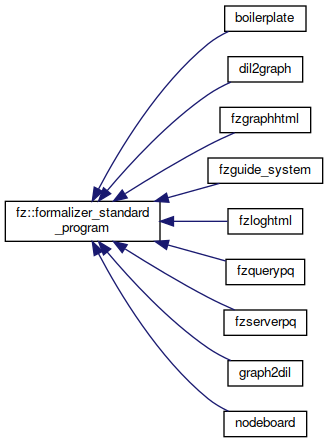 boilerplate
dil2graph
fzgraphhtml
fzguide_system
fz::formalizer_standard
_program
fzloghtml
fzquerypq
fzserverpq
graph2dil
nodeboard